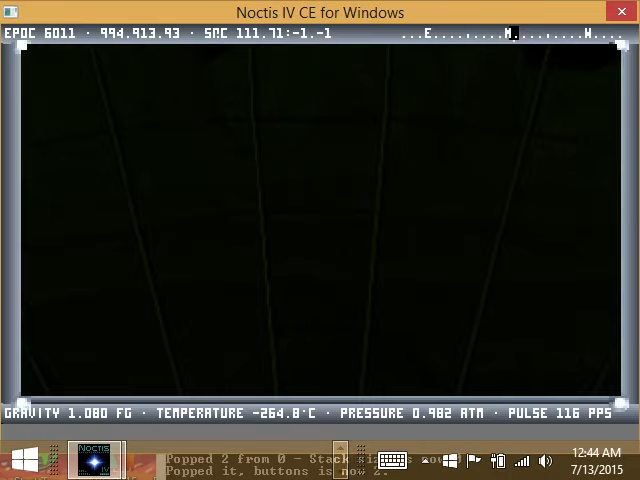 Noctis IV CE for Windows
EPOC 6011 · 994.913.93 · SQC 111.71:-1.-1 ...E.........N.........W....
GRAVITY 1.080 FG · TEMPERATURE -264.8°C · PRESSURE 0.982 ATM · PULSE 116 PPS
NOCTIS
IV
Popped 2 from 0 - Stack
Popped it, buttons is now 2.
12:44 AM
7/13/2015